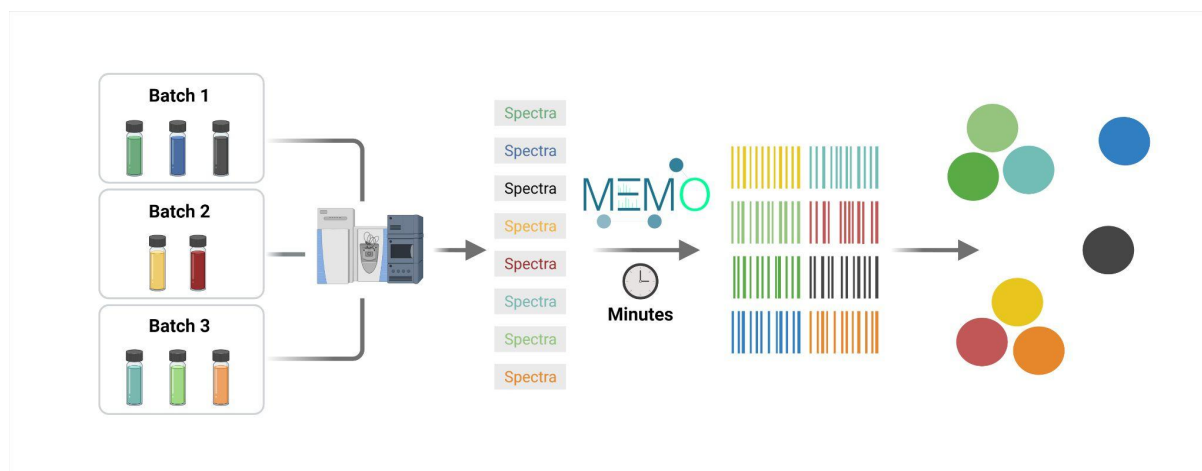 Batch 1
Batch 2
Batch 3
Spectra
Spectra
Spectra
Spectra
Spectra
Spectra
Spectra
Spectra
MEMO
Minutes